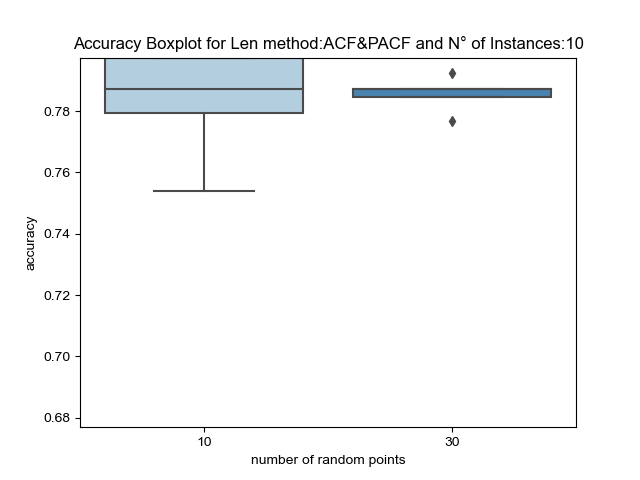 Accuracy Boxplot for Len method:ACF&PACF and N° of Instances:10
accuracy
0.78
0.76
0.74
0.72
0.70
0.68
10 30
number of random points